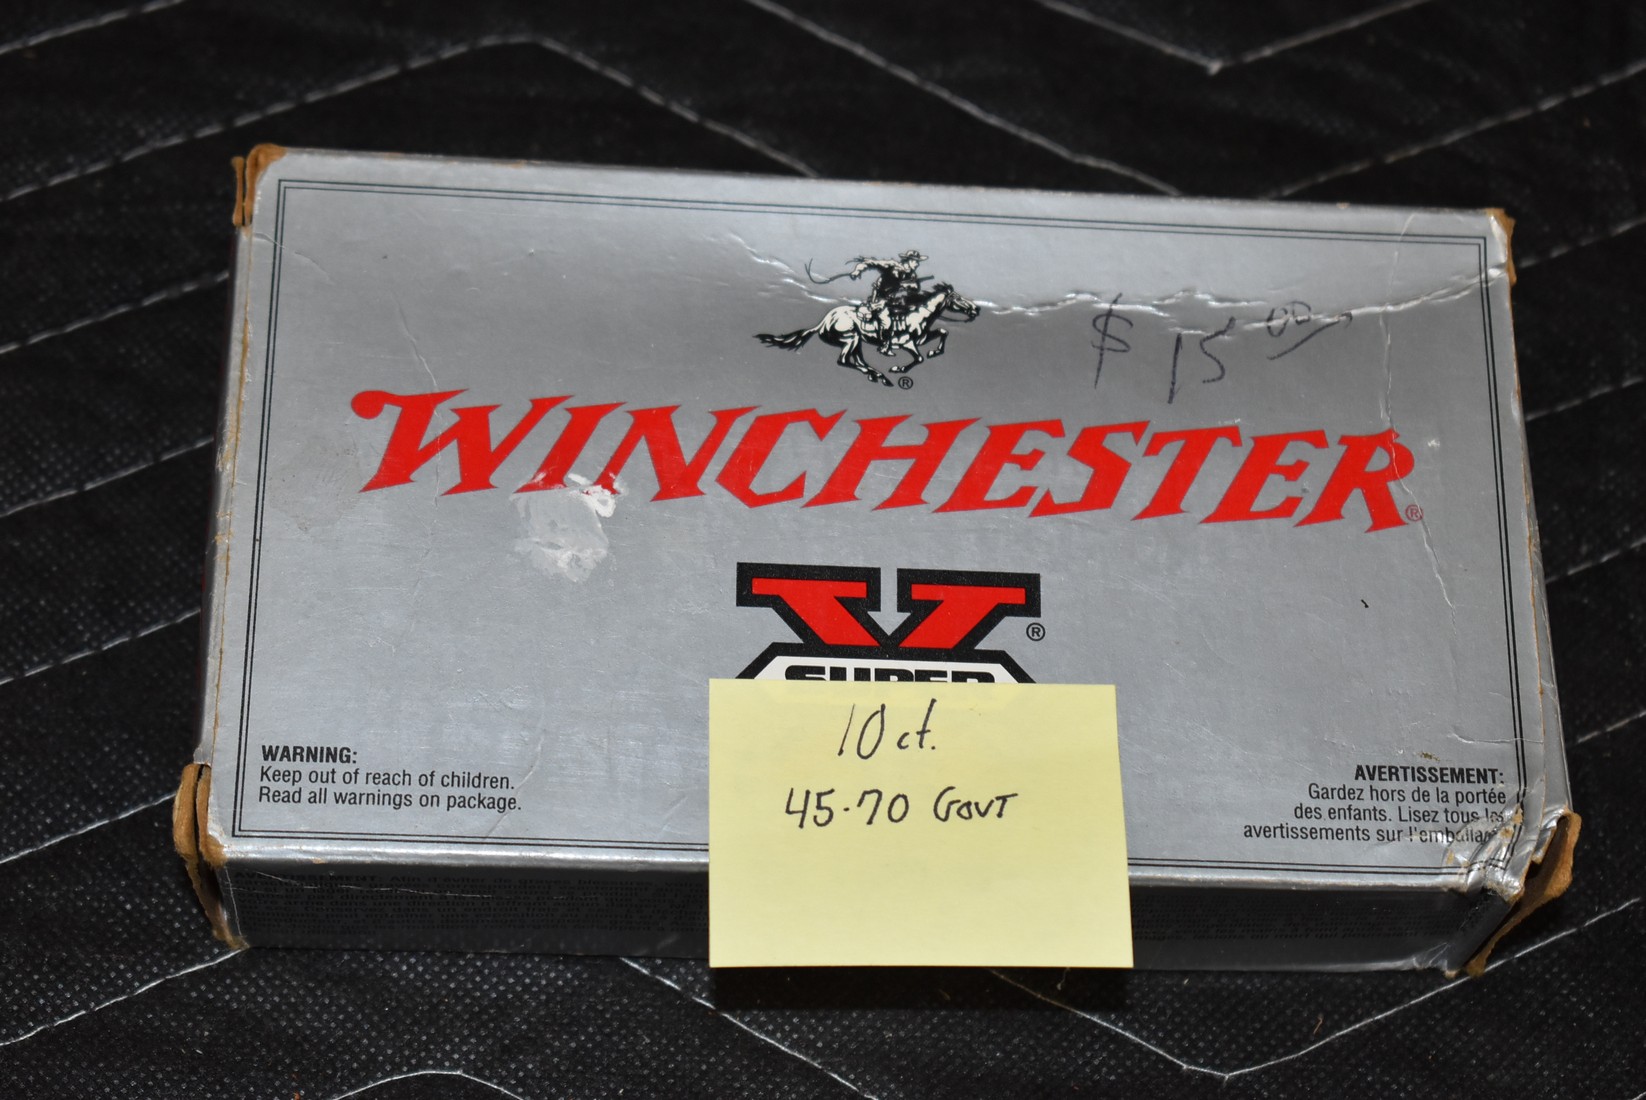 $ 15 00
WINCHESTER®
X®
SUPER
10 ct.
45-70 GOVT
WARNING:
Keep out of reach of children.
Read all warnings on package.
AVERTISSEMENT:
Gardez hors de la portée
des enfants. Lisez tous les
avertissements sur l'emballage